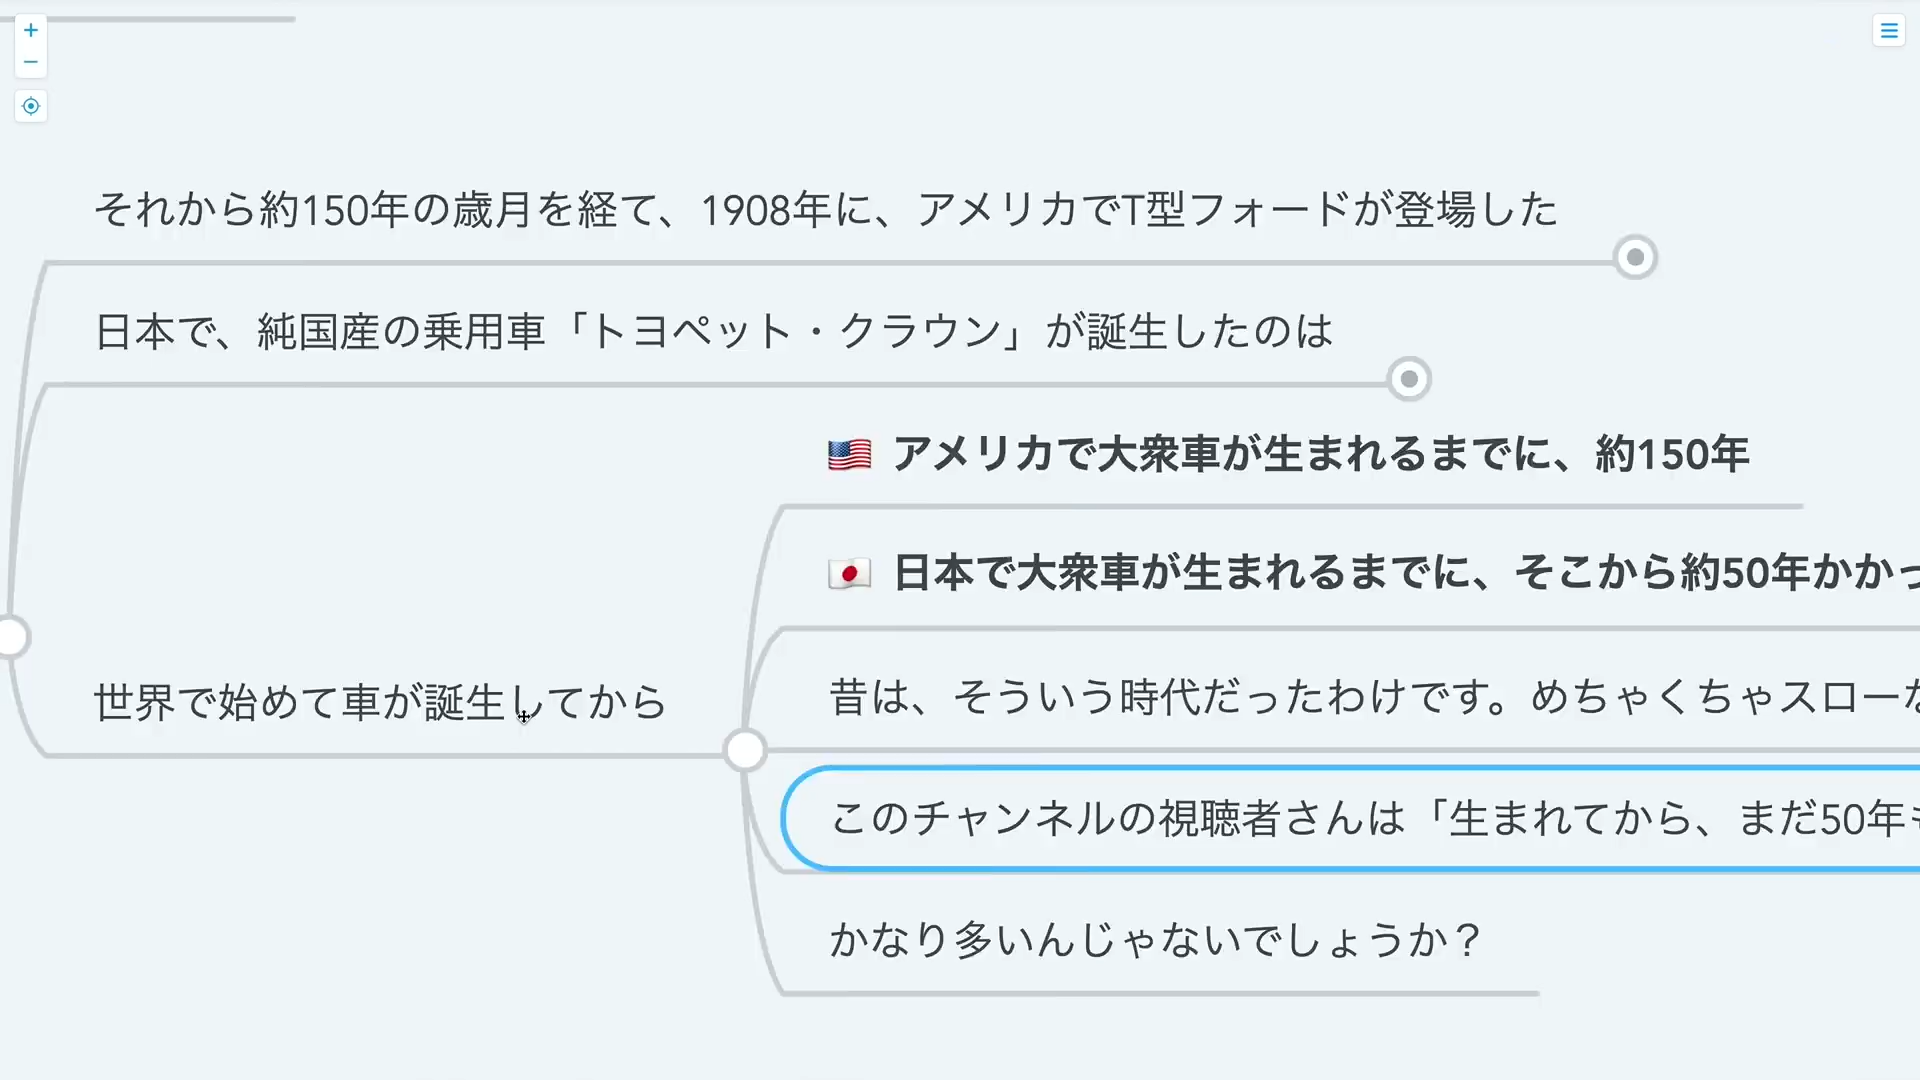 それから約150年の歳月を経て、1908年に、アメリカでT型フォードが登場した
日本で、純国産の乗用車「トヨペット・クラウン」が誕生したのは
アメリカで大衆車が生まれるまでに、約150年
日本で大衆車が生まれるまでに、そこから約50年かかっ
世界で始めて車が誕生してから
昔は、そういう時代だったわけです。めちゃくちゃスローな
このチャンネルの視聴者さんは「生まれてから、まだ50年
かなり多いんじゃないでしょうか？